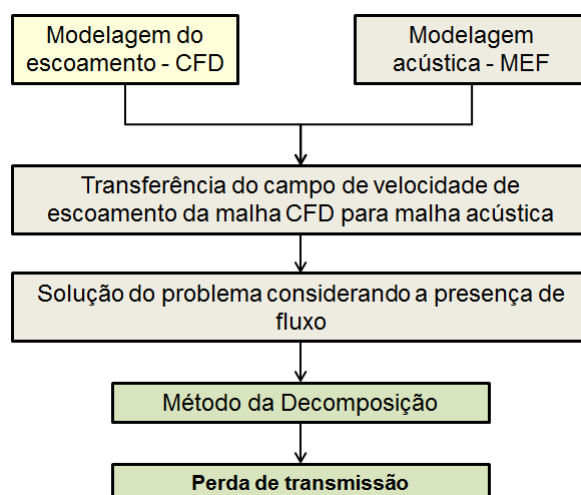 Modelagem do
escoamento - CFD
Modelagem
acústica - MEF
Transferência do campo de velocidade de
escoamento da malha CFD para malha acústica
Solução do problema considerando a presença de
fluxo
Método da Decomposição
Perda de transmissão